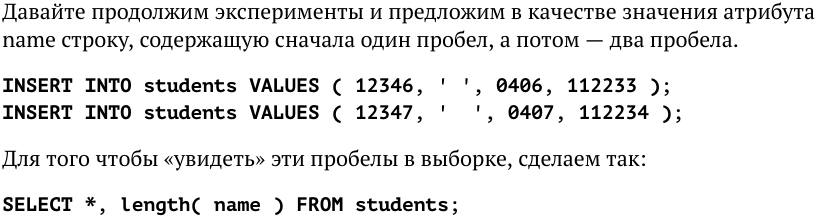 Давайте продолжим эксперименты и предложим в качестве значения атрибута
name строку, содержащую сначала один пробел, а потом — два пробела.
INSERT INTO students VALUES ( 12346, ' ', 0406, 112233 );
INSERT INTO students VALUES ( 12347, '  ', 0407, 112234 );
Для того чтобы «увидеть» эти пробелы в выборке, сделаем так:
SELECT *, length( name ) FROM students;